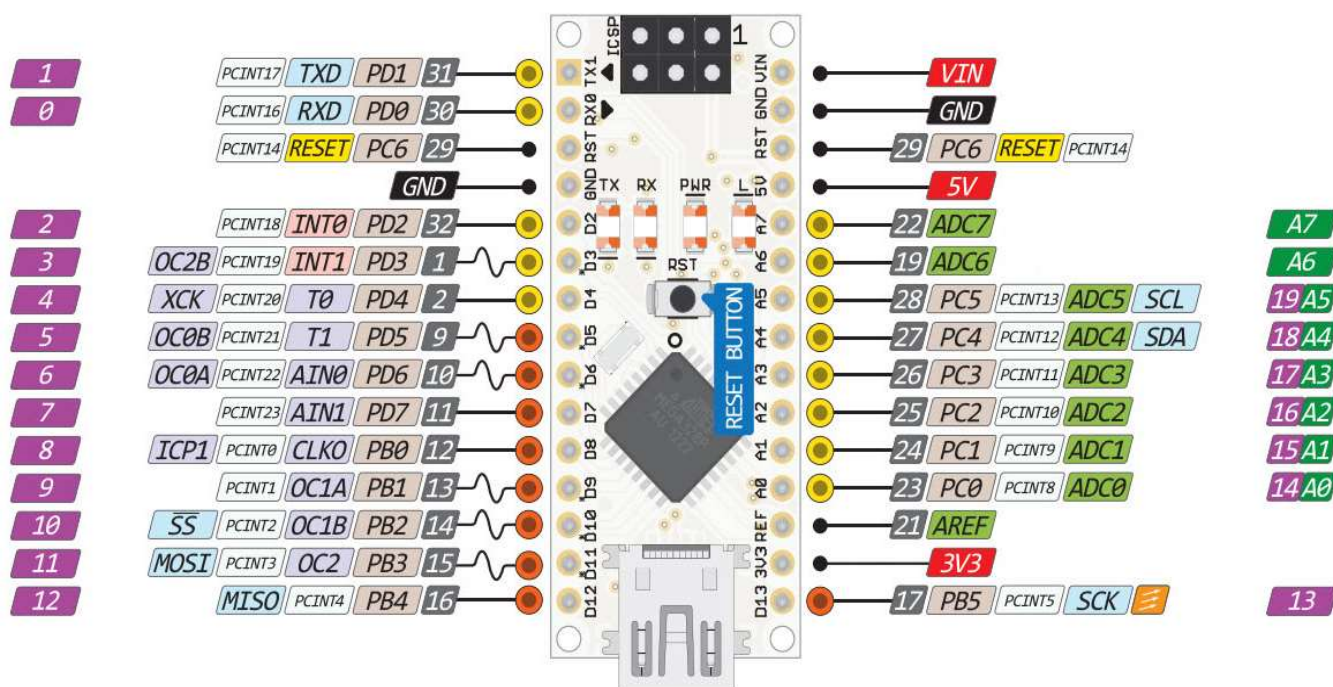 ICSP 1
1 PCINT17 TXD PD1 31 TX1 VIN VIN
0 PCINT16 RXD PD0 30 RX0 GND GND
PCINT14 RESET PC6 29 RST RST 29 PC6 RESET PCINT14
GND GND 5V 5V
TX RX PWR L
2 PCINT18 INT0 PD2 32 D2 A7 22 ADC7 A7
3 OC2B PCINT19 INT1 PD3 1 *D3 A6 19 ADC6 A6
RST
4 XCK PCINT20 T0 PD4 2 D4 A5 28 PC5 PCINT13 ADC5 SCL 19 A5
5 OC0B PCINT21 T1 PD5 9 *D5 A4 27 PC4 PCINT12 ADC4 SDA 18 A4
RESET BUTTON
6 OC0A PCINT22 AIN0 PD6 10 *D6 A3 26 PC3 PCINT11 ADC3 17 A3
7 PCINT23 AIN1 PD7 11 D7 A2 25 PC2 PCINT10 ADC2 16 A2
8 ICP1 PCINT0 CLKO PB0 12 D8 A1 24 PC1 PCINT9 ADC1 15 A1
9 PCINT1 OC1A PB1 13 *D9 A0 23 PC0 PCINT8 ADC0 14 A0
10 SS PCINT2 OC1B PB2 14 *D10 REF 21 AREF
11 MOSI PCINT3 OC2 PB3 15 *D11 3V3 3V3
12 MISO PCINT4 PB4 16 D12 D13 17 PB5 PCINT5 SCK 13